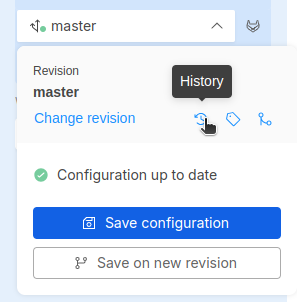 master
Revision
History
master
Change revision
Configuration up to date
Save configuration
Save on new revision